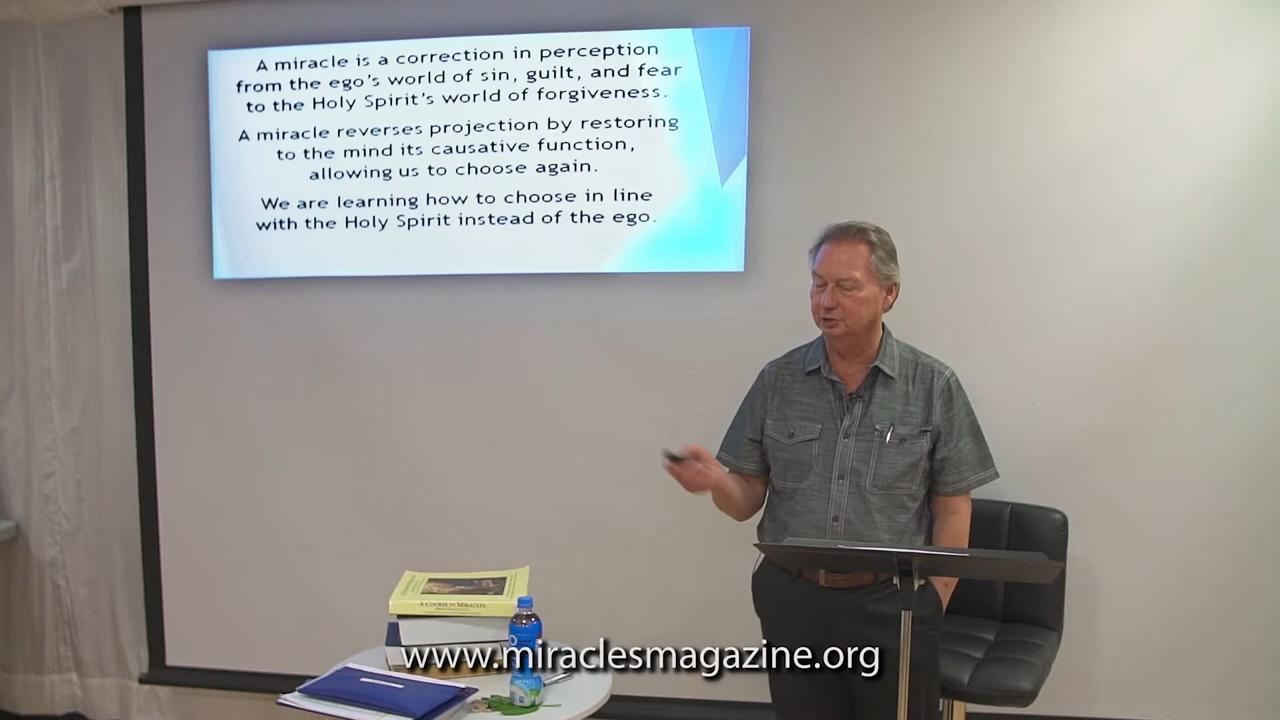 A miracle is a correction in perception
from the ego's world of sin, guilt, and fear
to the Holy Spirit's world of forgiveness.
A miracle reverses projection by restoring
to the mind its causative function,
allowing us to choose again.
We are learning how to choose in line
with the Holy Spirit instead of the ego.
A COURSE IN MIRACLES
www.miraclesmagazine.org